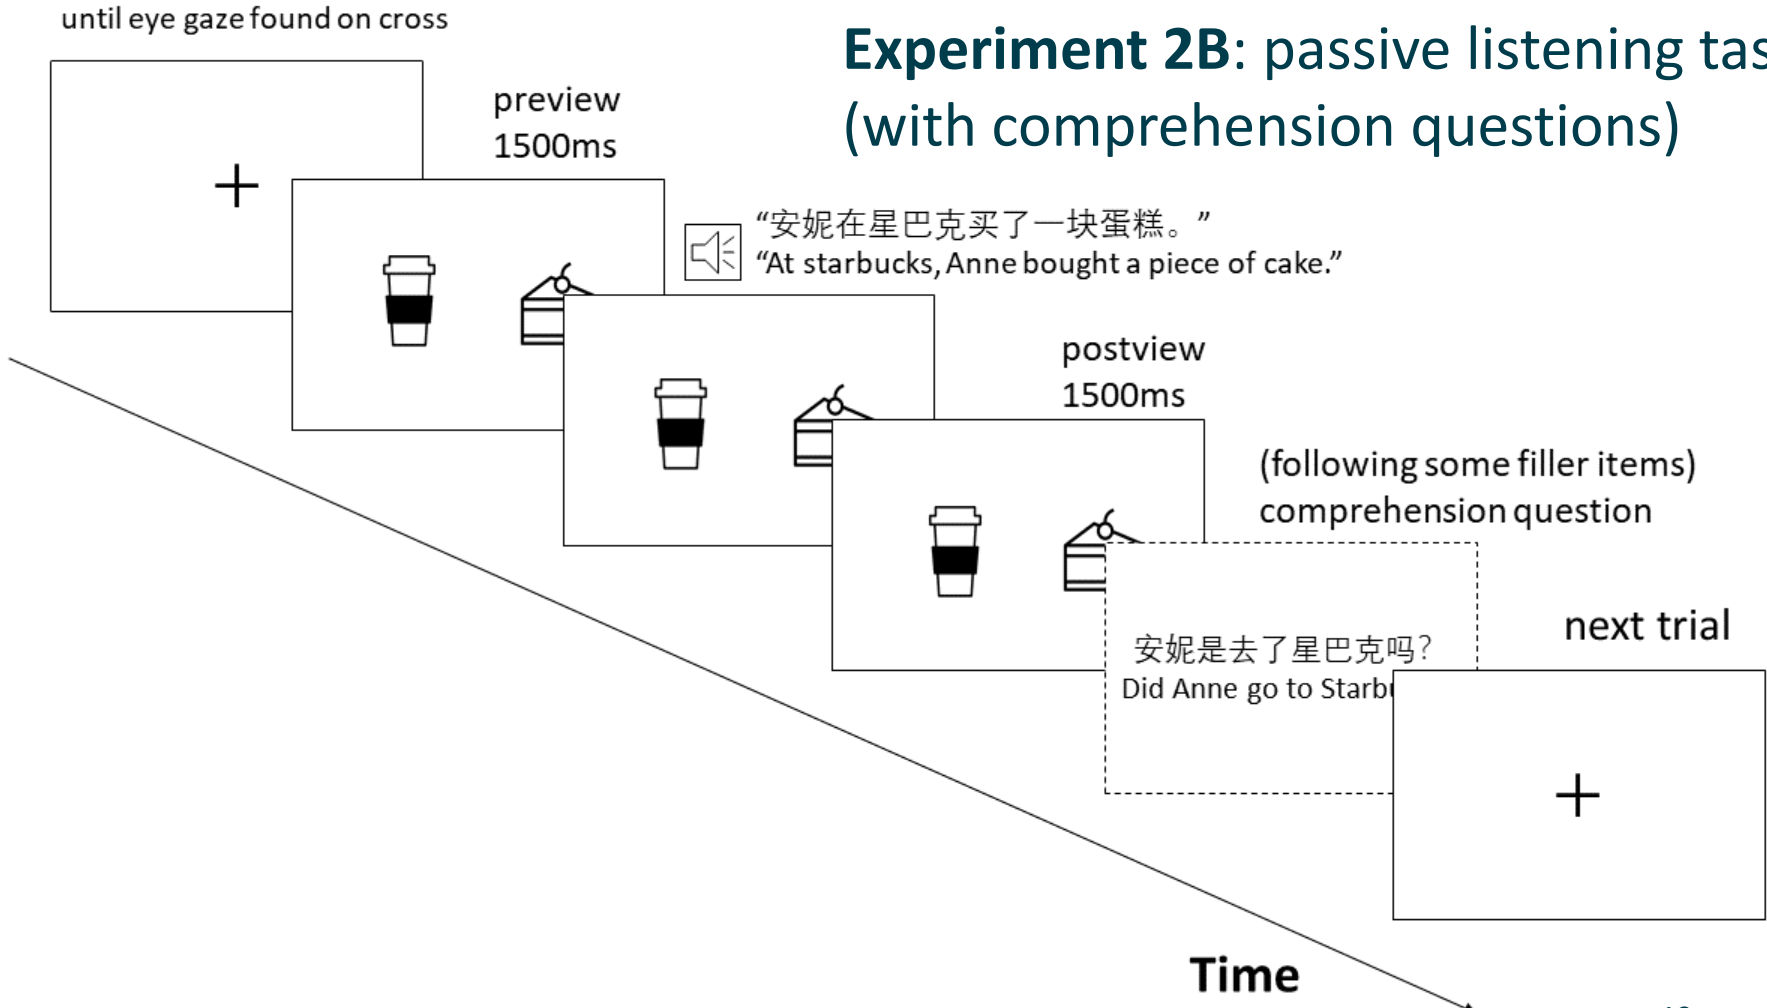 until eye gaze found on cross
Experiment 2B: passive listening
(with comprehension questions)
preview
1500ms
“安妮在星巴克买了一块蛋糕。”
“At starbucks, Anne bought a piece of cake.”
postview
1500ms
(following some filler items)
comprehension question
安妮是去了星巴克吗?
Did Anne go to
next trial
Time